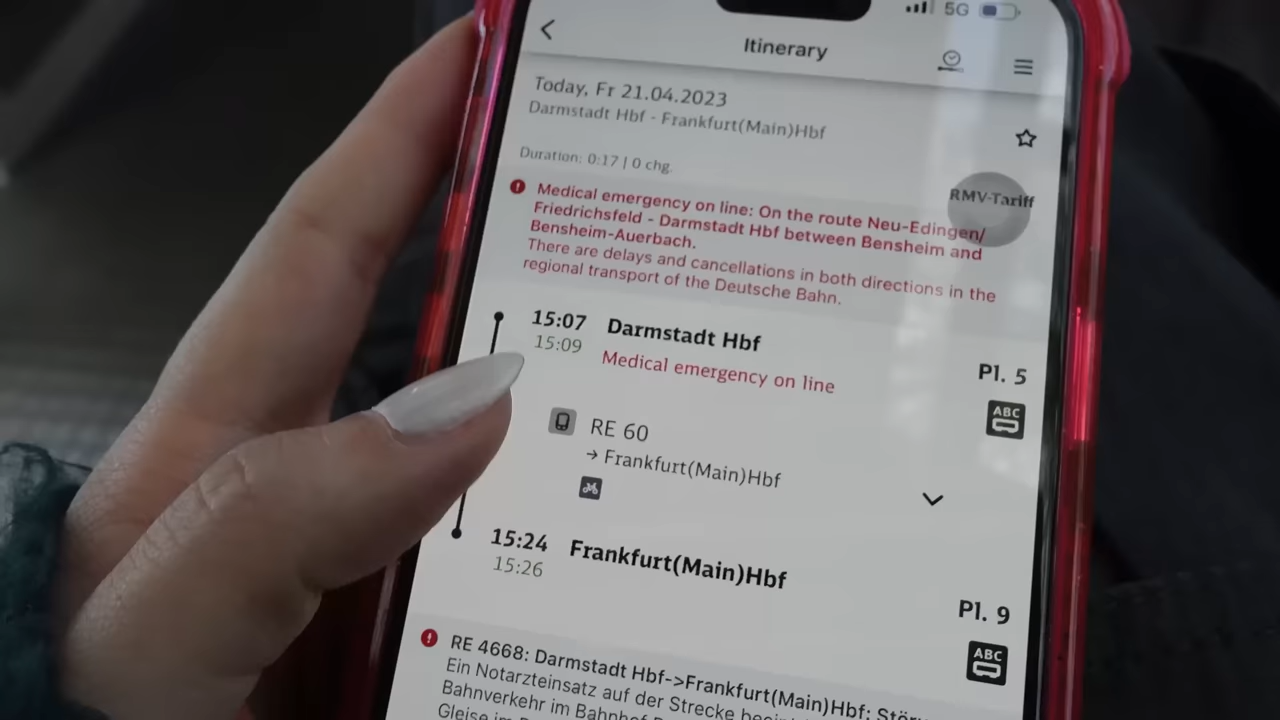 5G
Itinerary
Today, Fr 21.04.2023
Darmstadt Hbf - Frankfurt(Main)Hbf
Duration: 0:17 | 0 chg.
RMV-Tariff
Medical emergency on line: On the route Neu-Edingen/
Friedrichsfeld - Darmstadt Hbf between Bensheim and
Bensheim-Auerbach.
There are delays and cancellations in both directions in the
regional transport of the Deutsche Bahn.
15:07 Darmstadt Hbf
15:09 Medical emergency on line
Pl. 5
ABC
RE 60
→ Frankfurt(Main)Hbf
15:24 Frankfurt(Main)Hbf
15:26
Pl. 9
ABC
RE 4668: Darmstadt Hbf->Frankfurt(Main)Hbf:
Ein Notarzteinsatz auf der Strecke
Bahnverkehr im Bahnhof
Gleise im